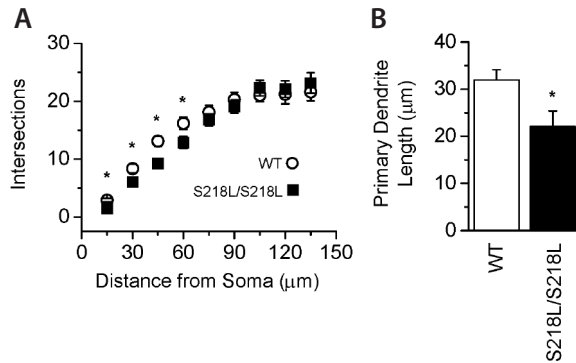 A
30
20
10
0
Intersections
* * * *
WT
S218L/S218L
0 30 60 90 120 150
Distance from Soma (μm)
B
40
30
20
10
0
Primary Dendrite
Length (μm)
*
WT
S218L/S218L